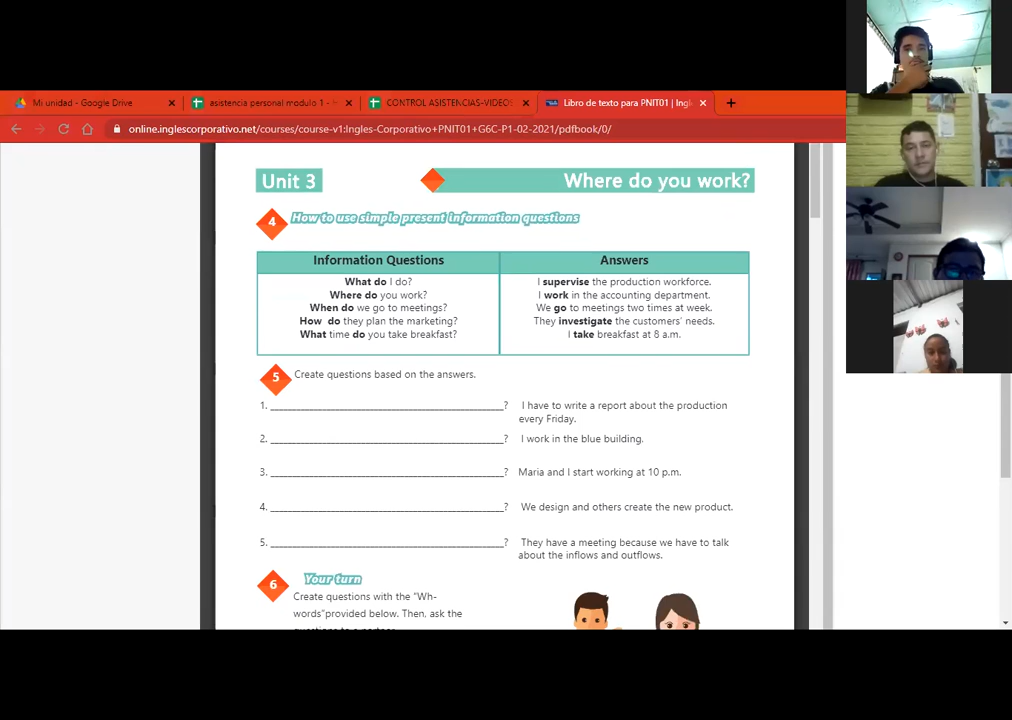 Mi unidad - Google Drive
asistencia personal modulo 1 -
CONTROL ASISTENCIAS-VIDEOS
Libro de texto para PNIT01 | Ingl
online.inglescorporativo.net/courses/course-v1:Ingles-Corporativo+PNIT01+G6C-P1-02-2021/pdfbook/0/
Unit 3
Where do you work?
4 How to use simple present information questions
Information Questions Answers
What do I do? I supervise the production workforce.
Where do you work? I work in the accounting department.
When do we go to meetings? We go to meetings two times at week.
How do they plan the marketing? They investigate the customers' needs.
What time do you take breakfast? I take breakfast at 8 a.m.
5 Create questions based on the answers.
1. ______________________________________________? I have to write a report about the production
every Friday.
2. ______________________________________________? I work in the blue building.
3. ______________________________________________? Maria and I start working at 10 p.m.
4. ______________________________________________? We design and others create the new product.
5. ______________________________________________? They have a meeting because we have to talk
about the inflows and outflows.
6 Your turn
Create questions with the "Wh-
words"provided below. Then, ask the